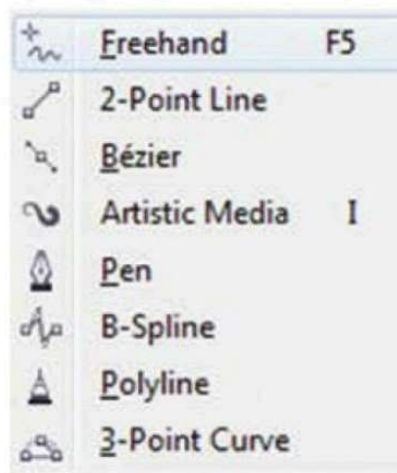 Freehand F5
2-Point Line
Bézier
Artistic Media I
Pen
B-Spline
Polyline
3-Point Curve